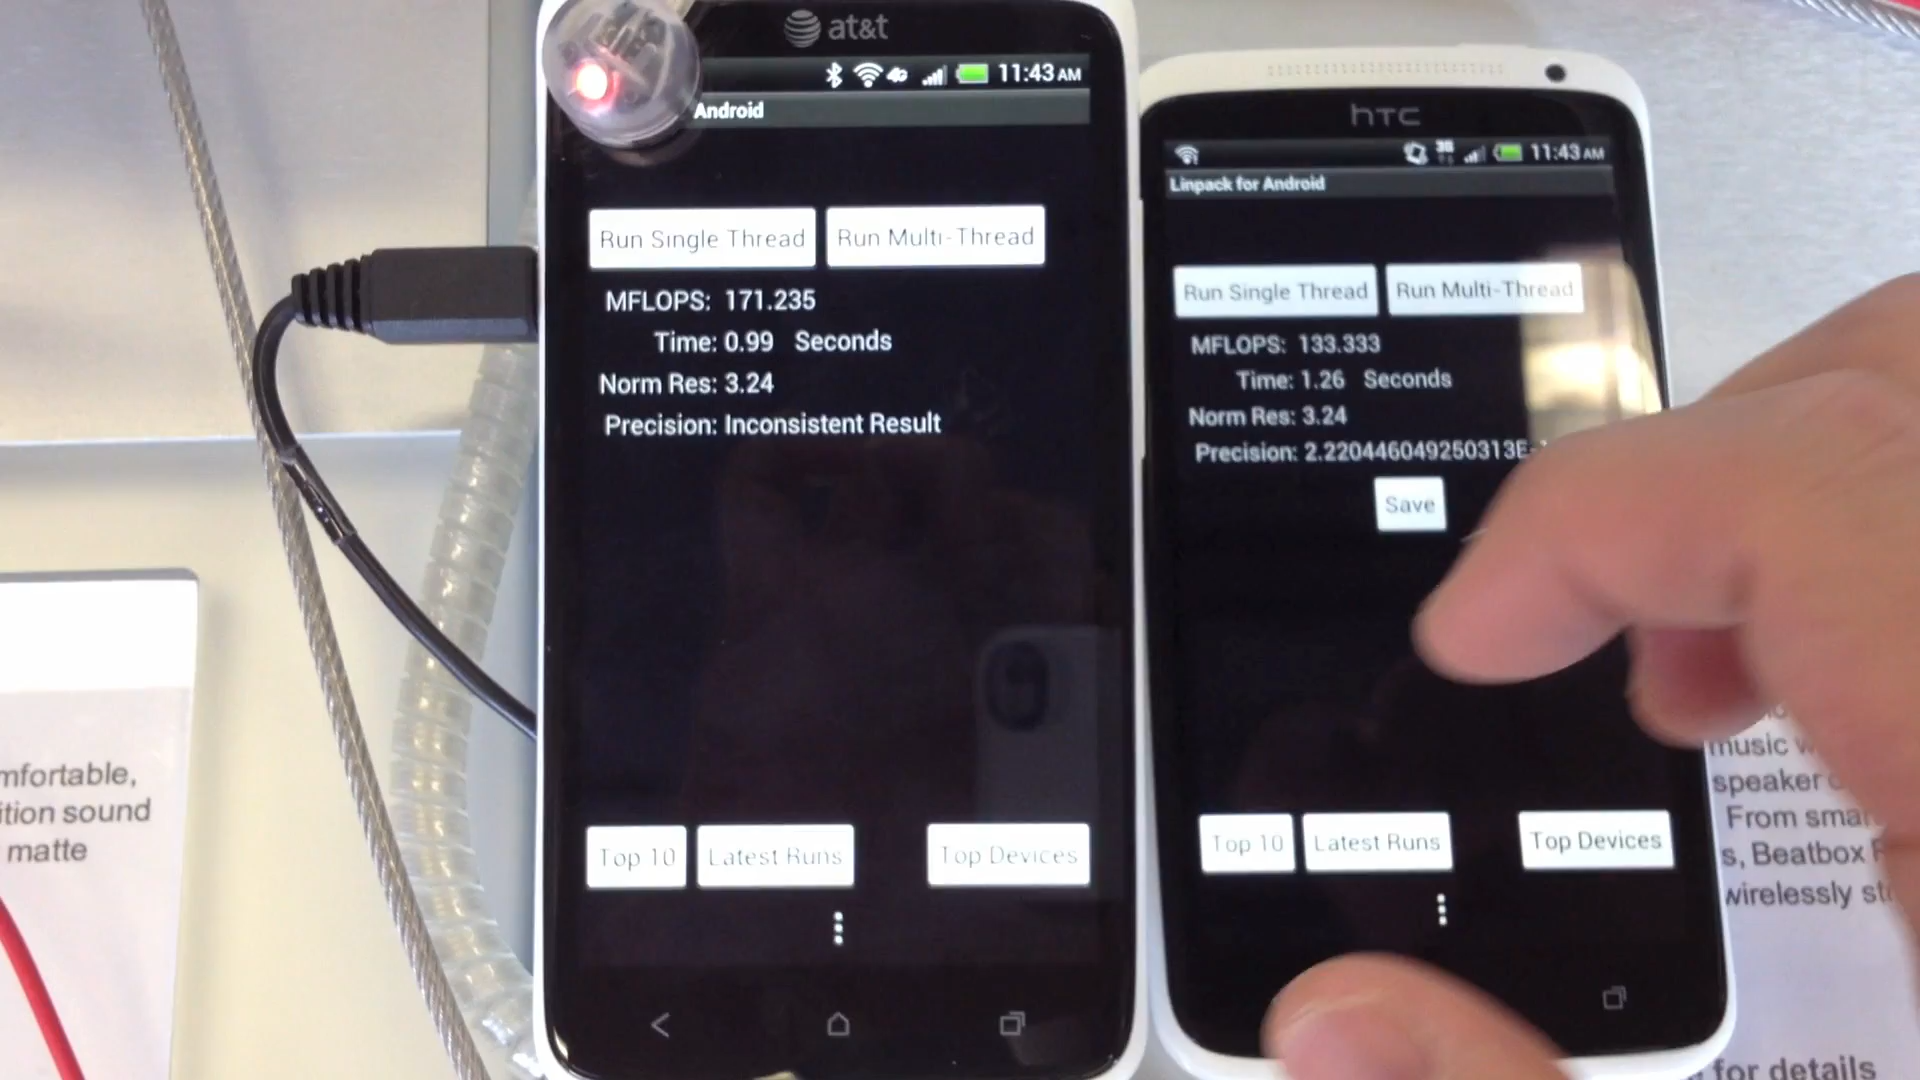 at&t
4G 11:43 AM
Android
Run Single Thread Run Multi-Thread
MFLOPS: 171.235
Time: 0.99 Seconds
Norm Res: 3.24
Precision: Inconsistent Result
Top 10 Latest Runs Top Devices
hTC
3G 11:43 AM
Linpack for Android
Run Single Thread Run Multi-Thread
MFLOPS: 133.333
Time: 1.26 Seconds
Norm Res: 3.24
Precision: 2.220446049250313E-
Save
Top 10 Latest Runs Top Devices
mfortable,
ition sound
matte
music
speaker
From smar
s, Beatbox
wirelessly
for details